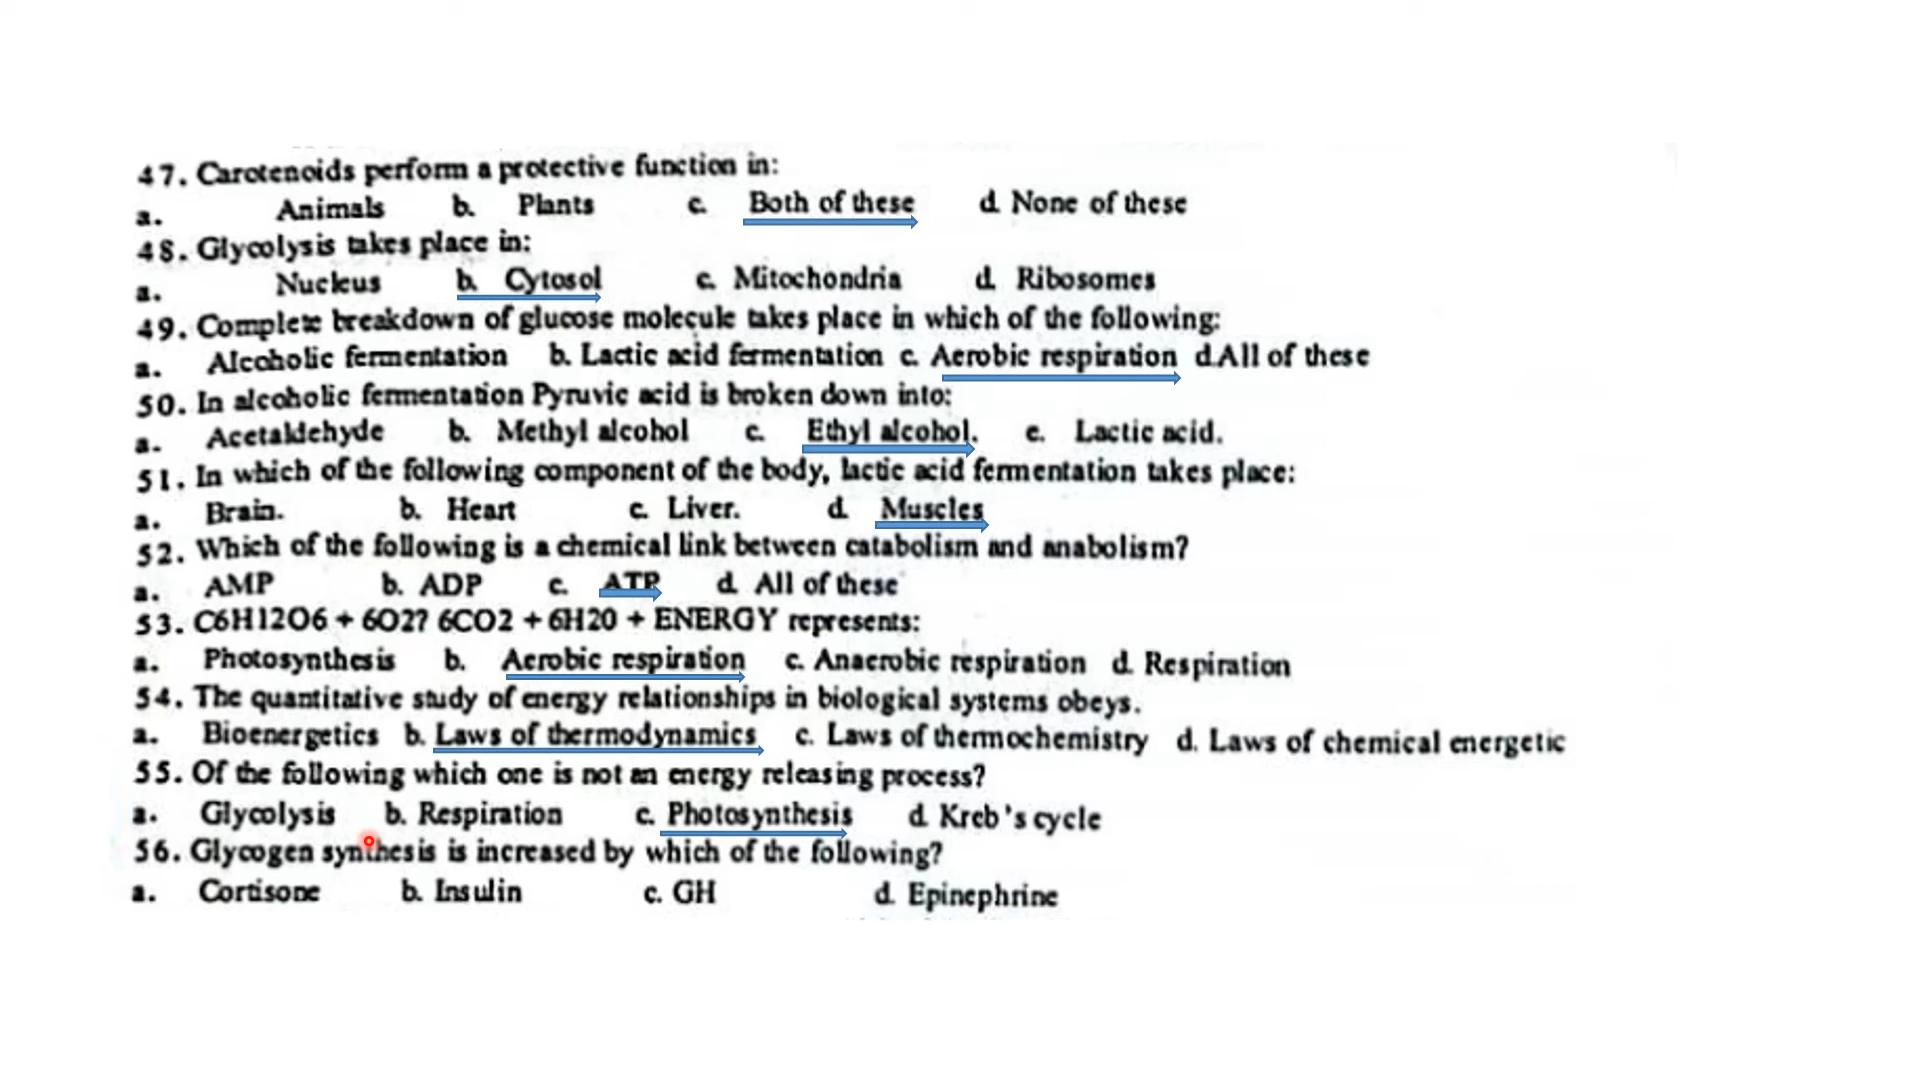 47. Carotenoids perform a protective function in:
a. Animals b. Plants c. Both of these d. None of these
48. Glycolysis takes place in:
a. Nucleus b. Cytosol c. Mitochondria d. Ribosomes
49. Complete breakdown of glucose molecule takes place in which of the following:
a. Alcoholic fermentation b. Lactic acid fermentation c. Aerobic respiration d.All of these
50. In alcoholic fermentation Pyruvic acid is broken down into:
a. Acetaldehyde b. Methyl alcohol c. Ethyl alcohol. e. Lactic acid.
51. In which of the following component of the body, lactic acid fermentation takes place:
a. Brain. b. Heart c. Liver. d. Muscles
52. Which of the following is a chemical link between catabolism and anabolism?
a. AMP b. ADP c. ATP d. All of these
53. C6H12O6 + 6O2? 6CO2 + 6H20 + ENERGY represents:
a. Photosynthesis b. Aerobic respiration c. Anaerobic respiration d. Respiration
54. The quantitative study of energy relationships in biological systems obeys.
a. Bioenergetics b. Laws of thermodynamics c. Laws of thermochemistry d. Laws of chemical energetic
55. Of the following which one is not an energy releasing process?
a. Glycolysis b. Respiration c. Photosynthesis d. Kreb's cycle
56. Glycogen synthesis is increased by which of the following?
a. Cortisone b. Insulin c. GH d. Epinephrine